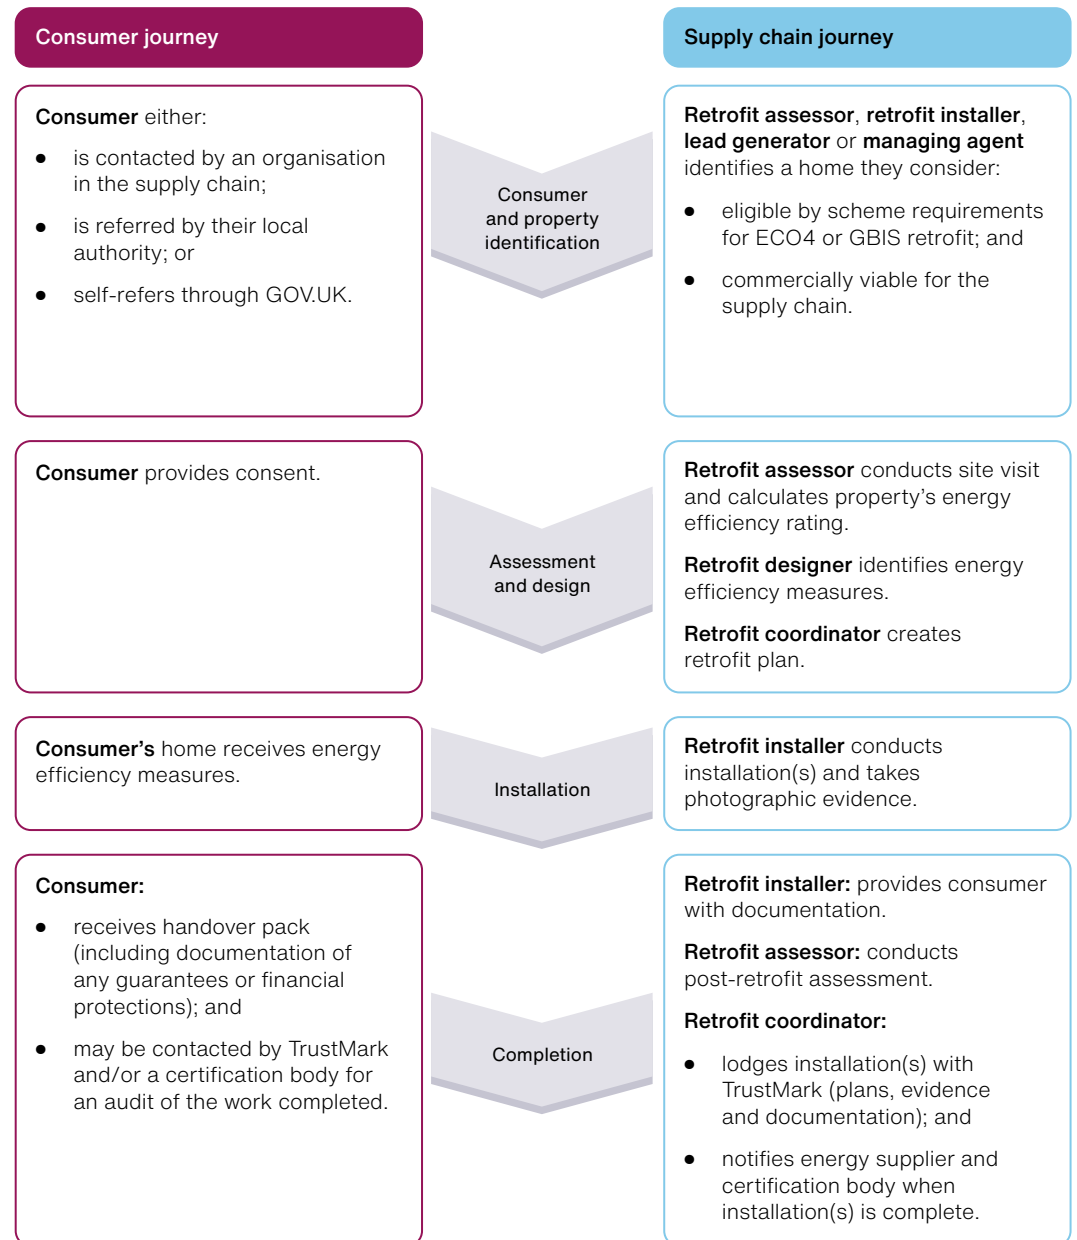 Consumer journey
Supply chain journey
Consumer either:
● is contacted by an organisation
in the supply chain;
● is referred by their local
authority; or
● self-refers through GOV.UK.
Consumer
and property
identification
Retrofit assessor, retrofit installer,
lead generator or managing agent
identifies a home they consider:
● eligible by scheme requirements
for ECO4 or GBIS retrofit; and
● commercially viable for the
supply chain.
Consumer provides consent.
Assessment
and design
Retrofit assessor conducts site visit
and calculates property’s energy
efficiency rating.
Retrofit designer identifies energy
efficiency measures.
Retrofit coordinator creates
retrofit plan.
Consumer’s home receives energy
efficiency measures.
Installation
Retrofit installer conducts
installation(s) and takes
photographic evidence.
Consumer:
● receives handover pack
(including documentation of
any guarantees or financial
protections); and
● may be contacted by TrustMark
and/or a certification body for
an audit of the work completed.
Completion
Retrofit installer: provides consumer
with documentation.
Retrofit assessor: conducts
post-retrofit assessment.
Retrofit coordinator:
● lodges installation(s) with
TrustMark (plans, evidence
and documentation); and
● notifies energy supplier and
certification body when
installation(s) is complete.